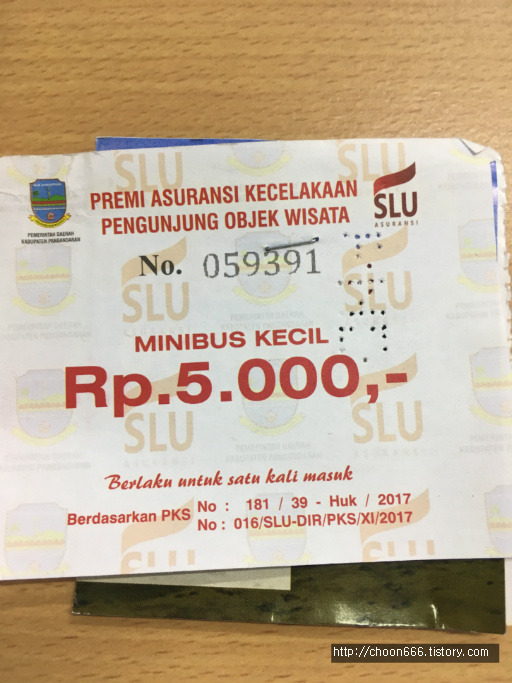 PREMI ASURANSI KECELAKAAN
PENGUNJUNG OBJEK WISATA
PEMERINTAH DAERAH
KABUPATEN PANGANDARAN
SLU
ASURANSI
No. 059391
MINIBUS KECIL
Rp.5.000,-
Berlaku untuk satu kali masuk
Berdasarkan PKS
No : 181 / 39 - Huk / 2017
No : 016/SLU-DIR/PKS/XI/2017
http://choon666.tistory.com